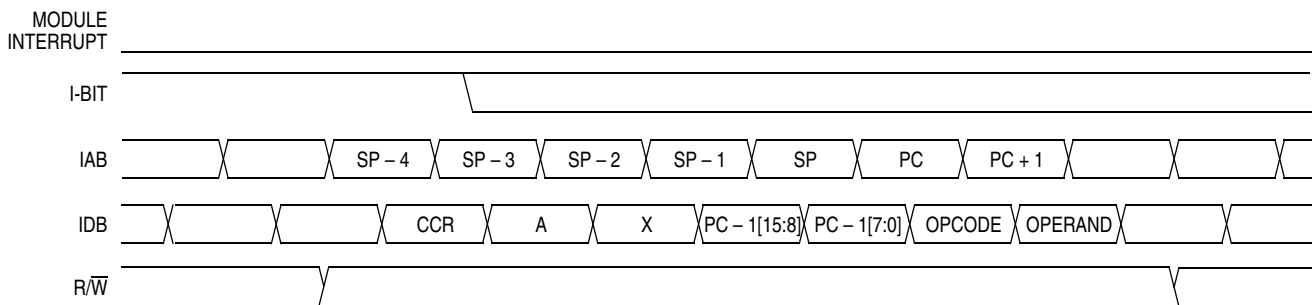 MODULE
INTERRUPT
I-BIT
IAB SP – 4 SP – 3 SP – 2 SP – 1 SP PC PC + 1
IDB CCR A X PC – 1[15:8] PC – 1[7:0] OPCODE OPERAND
R/W̅